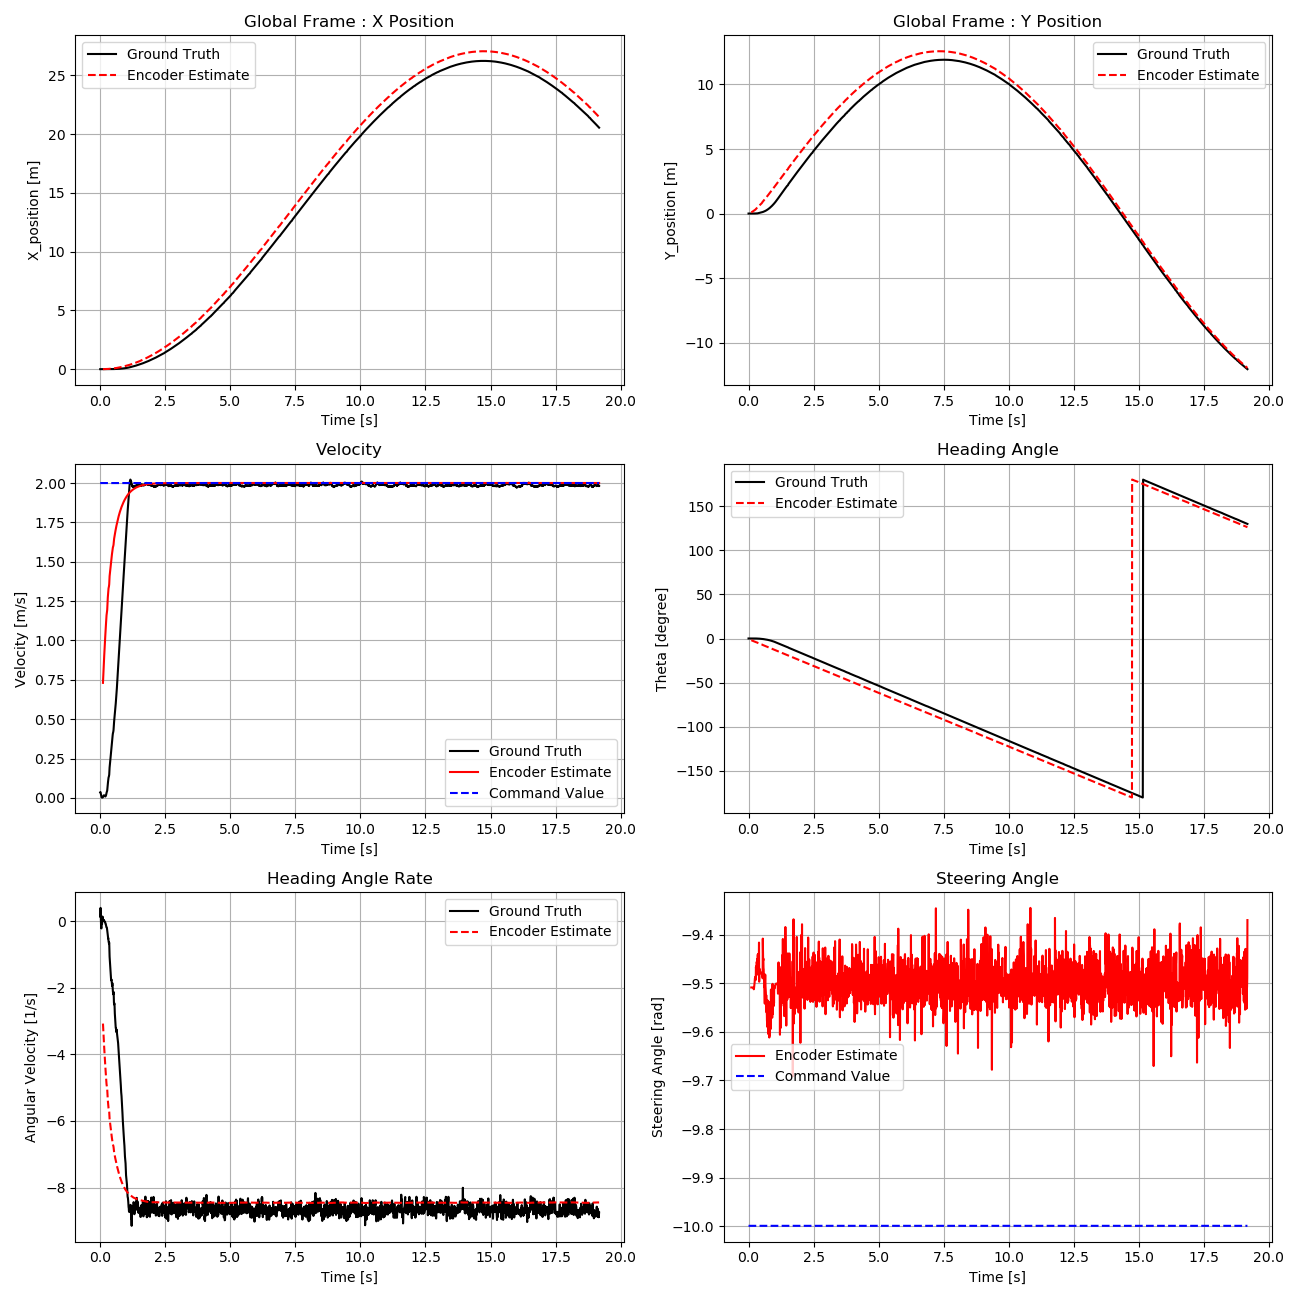 Global Frame : X Position
Ground Truth
Encoder Estimate
X_position [m]
25
20
15
10
5
0
0.0 2.5 5.0 7.5 10.0 12.5 15.0 17.5 20.0
Time [s]
Global Frame : Y Position
Ground Truth
Encoder Estimate
Y_position [m]
10
5
0
−5
−10
0.0 2.5 5.0 7.5 10.0 12.5 15.0 17.5 20.0
Time [s]
Velocity
Velocity [m/s]
2.00
1.75
1.50
1.25
1.00
0.75
0.50
0.25
0.00
Ground Truth
Encoder Estimate
Command Value
0.0 2.5 5.0 7.5 10.0 12.5 15.0 17.5 20.0
Time [s]
Heading Angle
Ground Truth
Encoder Estimate
Theta [degree]
150
100
50
0
−50
−100
−150
0.0 2.5 5.0 7.5 10.0 12.5 15.0 17.5 20.0
Time [s]
Heading Angle Rate
Ground Truth
Encoder Estimate
Angular Velocity [1/s]
0
−2
−4
−6
−8
0.0 2.5 5.0 7.5 10.0 12.5 15.0 17.5 20.0
Time [s]
Steering Angle
Steering Angle [rad]
−9.4
−9.5
−9.6
−9.7
−9.8
−9.9
−10.0
Encoder Estimate
Command Value
0.0 2.5 5.0 7.5 10.0 12.5 15.0 17.5 20.0
Time [s]